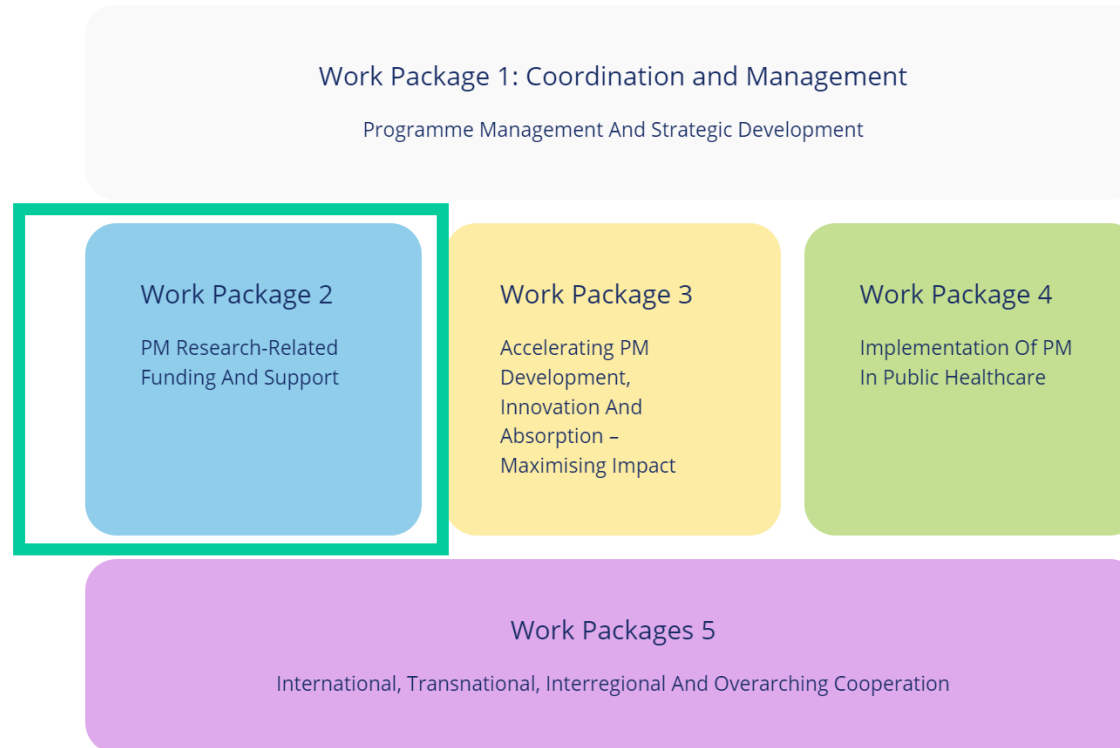 Work Package 1: Coordination and Management
Programme Management And Strategic Development
Work Package 2
PM Research-Related
Funding And Support
Work Package 3
Accelerating PM
Development,
Innovation And
Absorption –
Maximising Impact
Work Package 4
Implementation Of PM
In Public Healthcare
Work Packages 5
International, Transnational, Interregional And Overarching Cooperation